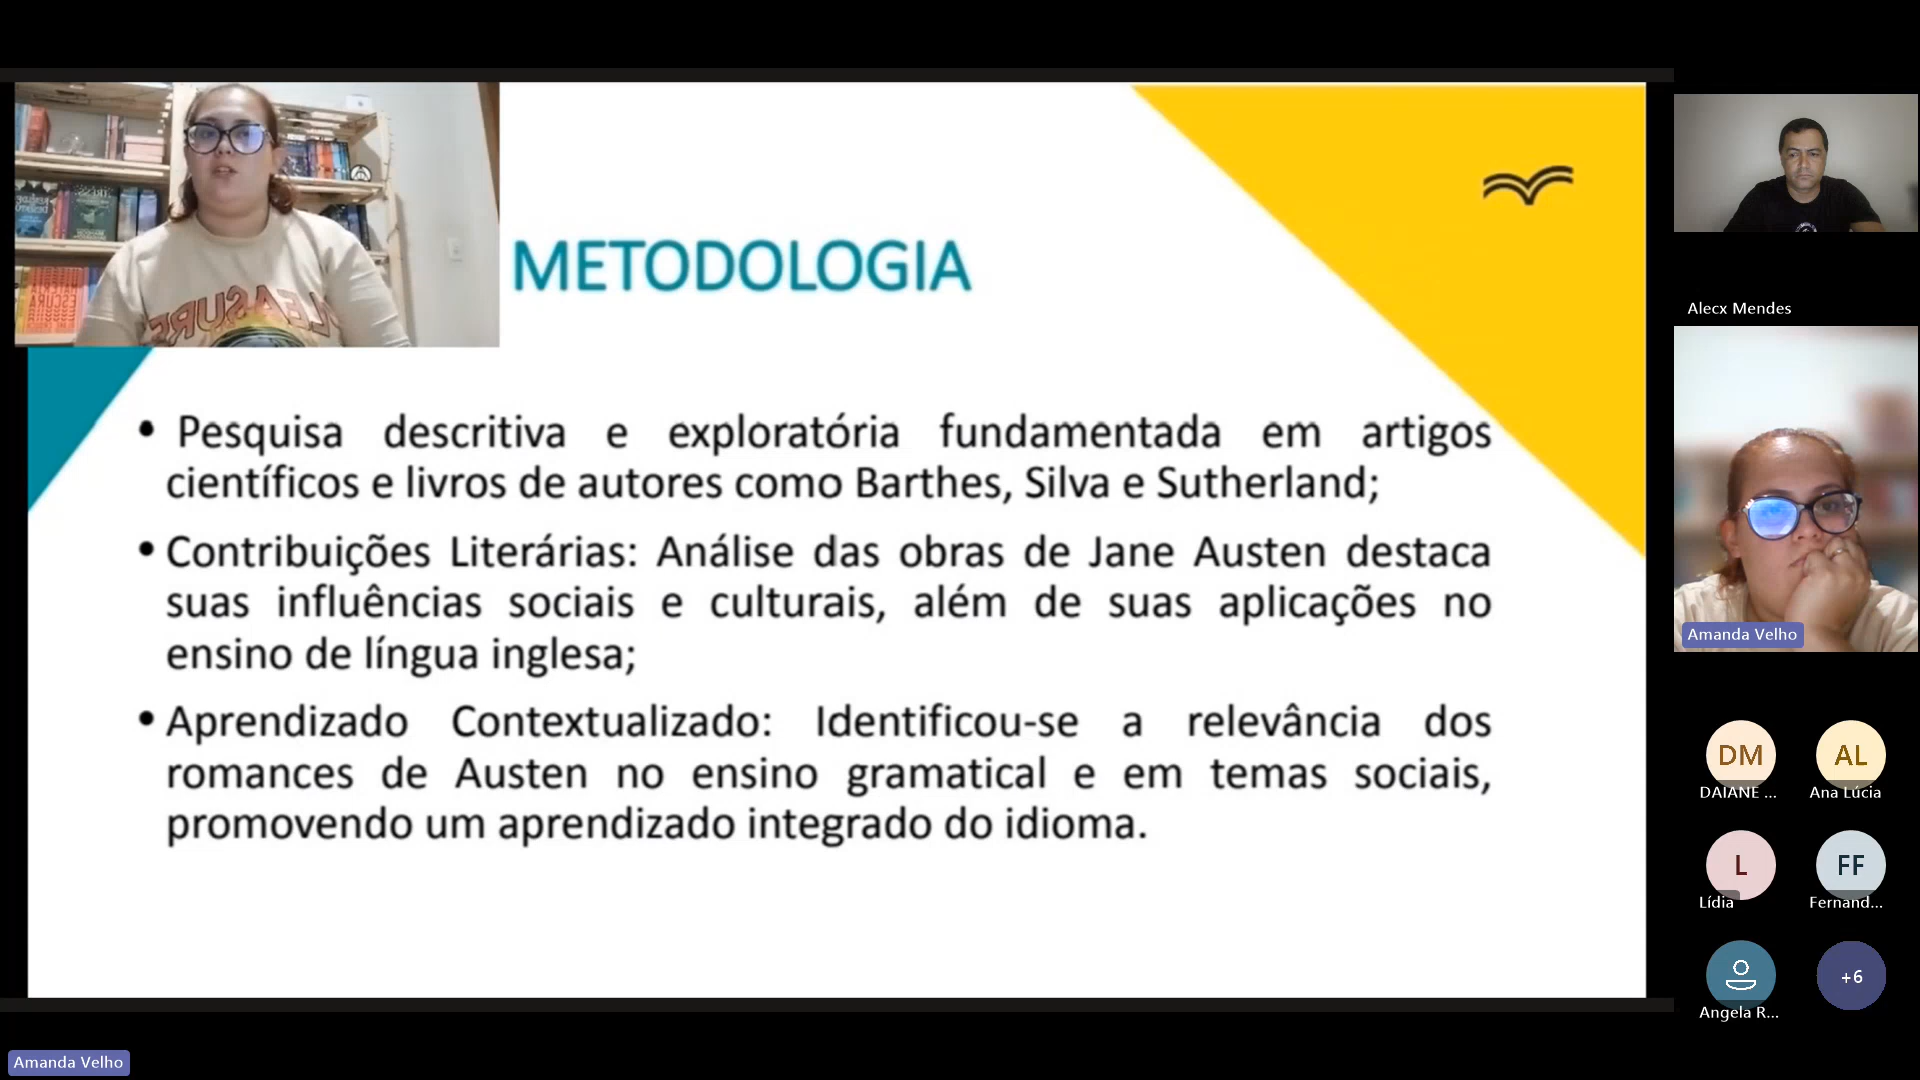 METODOLOGIA
• Pesquisa descritiva e exploratória fundamentada em artigos
científicos e livros de autores como Barthes, Silva e Sutherland;
• Contribuições Literárias: Análise das obras de Jane Austen destaca
suas influências sociais e culturais, além de suas aplicações no
ensino de língua inglesa;
• Aprendizado Contextualizado: Identificou-se a relevância dos
romances de Austen no ensino gramatical e em temas sociais,
promovendo um aprendizado integrado do idioma.
Alecx Mendes
Amanda Velho
DM
AL
DAIANE ...
Ana Lúcia
L
FF
Lídia
Fernand...
+6
Angela R...
Amanda Velho